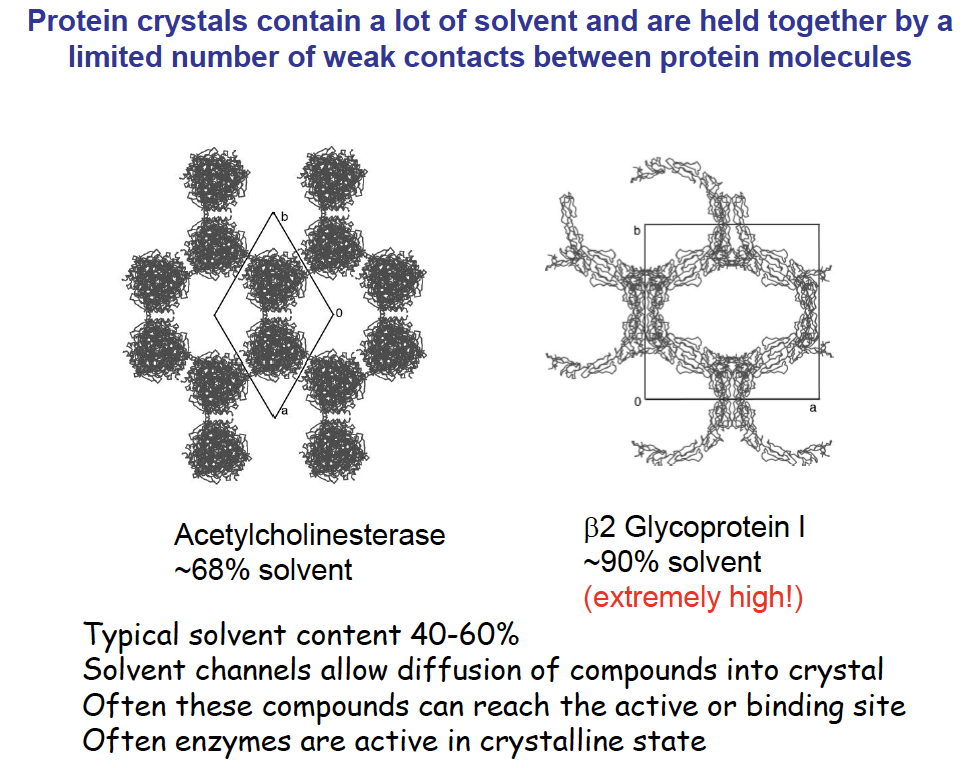 Protein crystals contain a lot of solvent and are held together by a
limited number of weak contacts between protein molecules
b
0
a
b
0
a
Acetylcholinesterase
~68% solvent
β2 Glycoprotein I
~90% solvent
(extremely high!)
Typical solvent content 40-60%
Solvent channels allow diffusion of compounds into crystal
Often these compounds can reach the active or binding site
Often enzymes are active in crystalline state